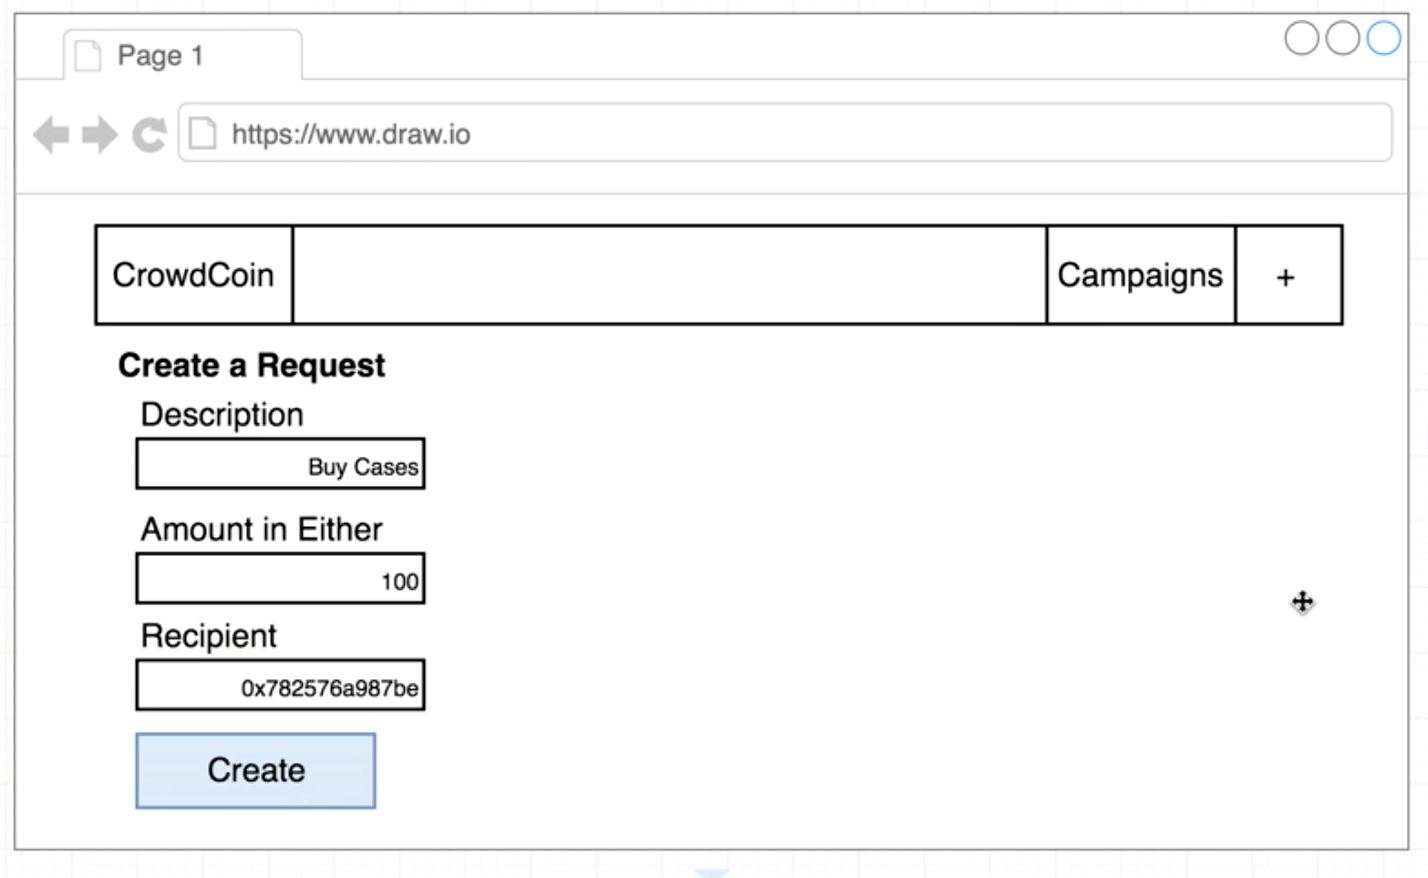 Page 1
https://www.draw.io
CrowdCoin Campaigns +
Create a Request
Description
Buy Cases
Amount in Either
100
Recipient
0x782576a987be
Create